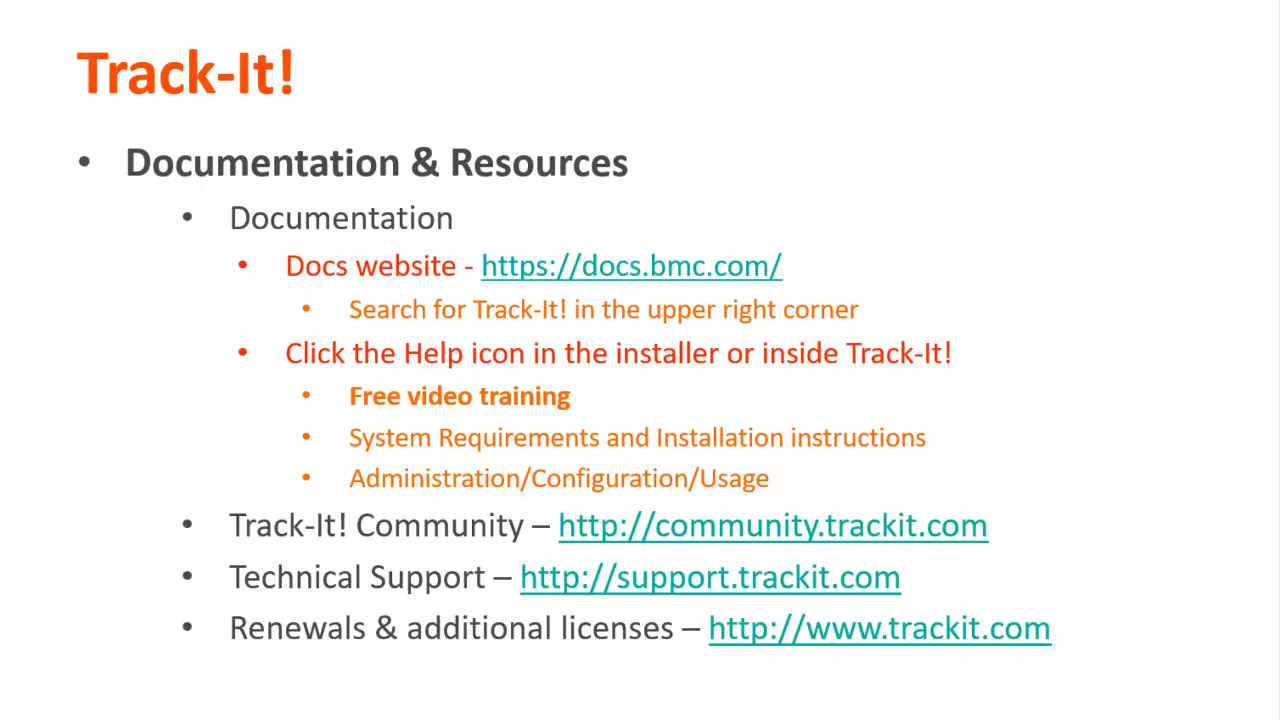 Track-It!
• Documentation & Resources
• Documentation
• Docs website - https://docs.bmc.com/
• Search for Track-It! in the upper right corner
• Click the Help icon in the installer or inside Track-It!
• Free video training
• System Requirements and Installation instructions
• Administration/Configuration/Usage
• Track-It! Community – http://community.trackit.com
• Technical Support – http://support.trackit.com
• Renewals & additional licenses – http://www.trackit.com